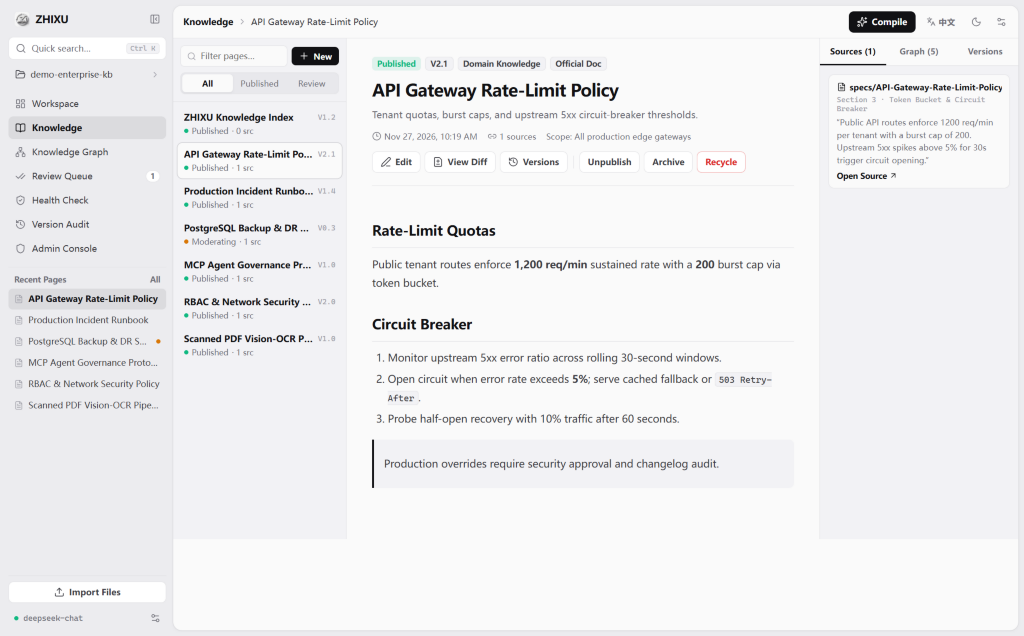 ZHIXU
Quick search...
Ctrl K
demo-enterprise-kb
Workspace
Knowledge
Knowledge Graph
Review Queue
1
Health Check
Version Audit
Admin Console
Recent Pages
All
API Gateway Rate-Limit Policy
Production Incident Runbook
PostgreSQL Backup & DR S...
MCP Agent Governance Proto...
RBAC & Network Security Policy
Scanned PDF Vision-OCR Pipe...
Import Files
deepseek-chat
Knowledge > API Gateway Rate-Limit Policy
Compile
中文
Filter pages...
+ New
All
Published
Review
ZHIXU Knowledge Index V1.2
Published · 0 src
API Gateway Rate-Limit Po... V2.1
Published · 1 src
Production Incident Runbo... V1.4
Published · 1 src
PostgreSQL Backup & DR ... V0.3
Moderating · 1 src
MCP Agent Governance Pr... V1.0
Published · 1 src
RBAC & Network Security ... V2.0
Published · 1 src
Scanned PDF Vision-OCR P... V1.0
Published · 1 src
Published V2.1 Domain Knowledge Official Doc
API Gateway Rate-Limit Policy
Tenant quotas, burst caps, and upstream 5xx circuit-breaker thresholds.
Nov 27, 2026, 10:19 AM 1 sources Scope: All production edge gateways
Edit View Diff Versions Unpublish Archive Recycle
Rate-Limit Quotas
Public tenant routes enforce 1,200 req/min sustained rate with a 200 burst cap via
token bucket.
Circuit Breaker
1. Monitor upstream 5xx error ratio across rolling 30-second windows.
2. Open circuit when error rate exceeds 5%; serve cached fallback or 503 Retry-
After .
3. Probe half-open recovery with 10% traffic after 60 seconds.
Production overrides require security approval and changelog audit.
Sources (1) Graph (5) Versions
specs/API-Gateway-Rate-Limit-Policy
Section 3 · Token Bucket & Circuit
Breaker
"Public API routes enforce 1200 req/min
per tenant with a burst cap of 200.
Upstream 5xx spikes above 5% for 30s
trigger circuit opening."
Open Source